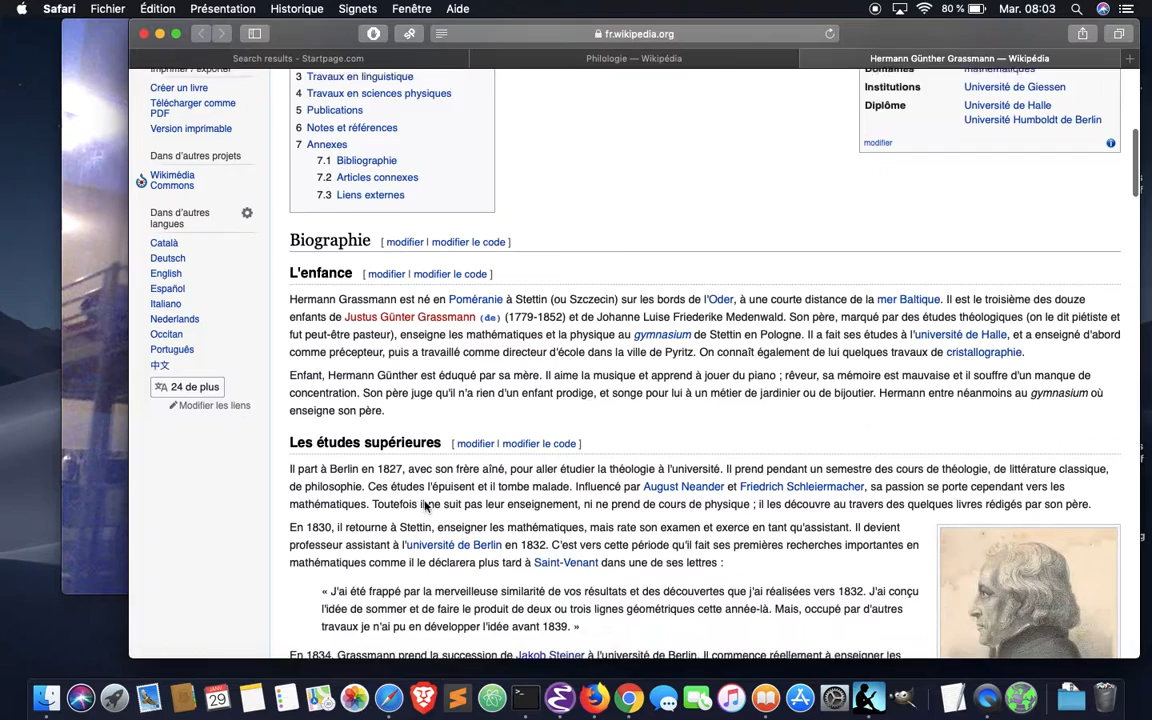 Safari Fichier Édition Présentation Historique Signets Fenêtre Aide 80 % Mar. 08:03
fr.wikipedia.org
Search results - Startpage.com Philologie — Wikipédia Hermann Günther Grassmann — Wikipédia
Imprimer / exporter
Créer un livre
Télécharger comme
PDF
Version imprimable
Dans d'autres projets
Wikimédia
Commons
Dans d'autres
langues
Català
Deutsch
English
Español
Italiano
Nederlands
Occitan
Português
中文
24 de plus
Modifier les liens
3 Travaux en linguistique
4 Travaux en sciences physiques
5 Publications
6 Notes et références
7 Annexes
7.1 Bibliographie
7.2 Articles connexes
7.3 Liens externes
Domaines mathématiques
Institutions Université de Giessen
Diplôme Université de Halle
Université Humboldt de Berlin
modifier
Biographie [ modifier | modifier le code ]
L'enfance [ modifier | modifier le code ]
Hermann Grassmann est né en Poméranie à Stettin (ou Szczecin) sur les bords de l'Oder, à une courte distance de la mer Baltique. Il est le troisième des douze
enfants de Justus Günter Grassmann (de) (1779-1852) et de Johanne Luise Friederike Medenwald. Son père, marqué par des études théologiques (on le dit piétiste et
fut peut-être pasteur), enseigne les mathématiques et la physique au gymnasium de Stettin en Pologne. Il a fait ses études à l'université de Halle, et a enseigné d'abord
comme précepteur, puis a travaillé comme directeur d'école dans la ville de Pyritz. On connaît également de lui quelques travaux de cristallographie.
Enfant, Hermann Günther est éduqué par sa mère. Il aime la musique et apprend à jouer du piano ; rêveur, sa mémoire est mauvaise et il souffre d'un manque de
concentration. Son père juge qu'il n'a rien d'un enfant prodige, et songe pour lui à un métier de jardinier ou de bijoutier. Hermann entre néanmoins au gymnasium où
enseigne son père.
Les études supérieures [ modifier | modifier le code ]
Il part à Berlin en 1827, avec son frère aîné, pour aller étudier la théologie à l'université. Il prend pendant un semestre des cours de théologie, de littérature classique,
de philosophie. Ces études l'épuisent et il tombe malade. Influencé par August Neander et Friedrich Schleiermacher, sa passion se porte cependant vers les
mathématiques. Toutefois il ne suit pas leur enseignement, ni ne prend de cours de physique ; il les découvre au travers des quelques livres rédigés par son père.
En 1830, il retourne à Stettin, enseigner les mathématiques, mais rate son examen et exerce en tant qu'assistant. Il devient
professeur assistant à l'université de Berlin en 1832. C'est vers cette période qu'il fait ses premières recherches importantes en
mathématiques comme il le déclarera plus tard à Saint-Venant dans une de ses lettres :
« J'ai été frappé par la merveilleuse similarité de vos résultats et des découvertes que j'ai réalisées vers 1832. J'ai conçu
l'idée de sommer et de faire le produit de deux ou trois lignes géométriques cette année-là. Mais, occupé par d'autres
travaux je n'ai pu en développer l'idée avant 1839. »
En 1834, Grassmann prend la succession de Jakob Steiner à l'université de Berlin. Il commence réellement à enseigner les